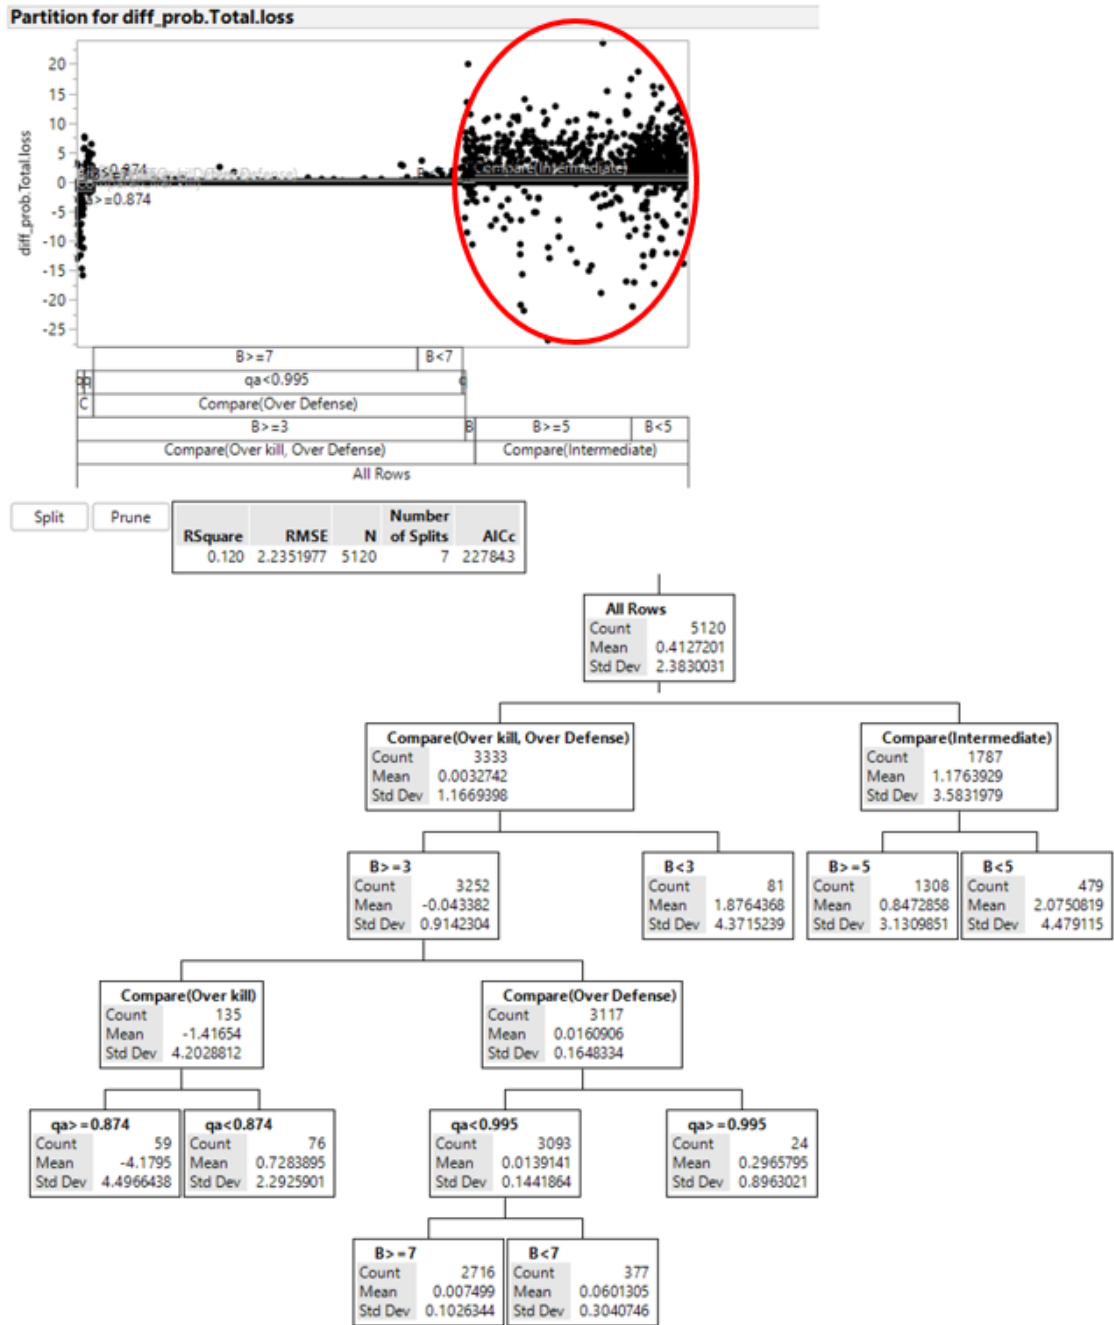 Partition for diff_prob.Total.loss
20
15
10
5
0
-5
-10
-15
-20
-25
diff_prob.Total.loss
qa<0.874
qa>=0.874
Compare(Intermediate)
B>=7 B<7
qa<0.995
C Compare(Over Defense)
B>=3 B B>=5 B<5
Compare(Over kill, Over Defense) Compare(Intermediate)
All Rows
Split Prune
RSquare RMSE N Number of Splits AICc
0.120 2.2351977 5120 7 22784.3
All Rows
Count 5120
Mean 0.4127201
Std Dev 2.3830031
Compare(Over kill, Over Defense)
Count 3333
Mean 0.0032742
Std Dev 1.1669398
Compare(Intermediate)
Count 1787
Mean 1.1763929
Std Dev 3.5831979
B>=3
Count 3252
Mean -0.043382
Std Dev 0.9142304
B<3
Count 81
Mean 1.8764368
Std Dev 4.3715239
B>=5
Count 1308
Mean 0.8472858
Std Dev 3.1309851
B<5
Count 479
Mean 2.0750819
Std Dev 4.479115
Compare(Over kill)
Count 135
Mean -1.41654
Std Dev 4.2028812
Compare(Over Defense)
Count 3117
Mean 0.0160906
Std Dev 0.1648334
qa>=0.874
Count 59
Mean -4.1795
Std Dev 4.4966438
qa<0.874
Count 76
Mean 0.7283895
Std Dev 2.2925901
qa<0.995
Count 3093
Mean 0.0139141
Std Dev 0.1441864
qa>=0.995
Count 24
Mean 0.2965795
Std Dev 0.8963021
B>=7
Count 2716
Mean 0.007499
Std Dev 0.1026344
B<7
Count 377
Mean 0.0601305
Std Dev 0.3040746